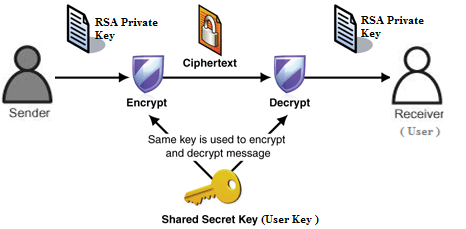 RSA Private
Key
RSA Private
Key
Ciphertext
Encrypt
Decrypt
Sender
Receiver
( User )
Same key is used to encrypt
and decrypt message
Shared Secret Key (User Key )